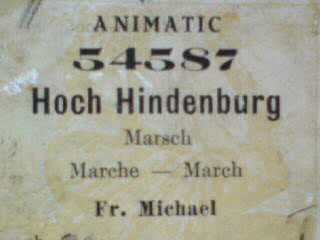 ANIMATIC
54587
Hoch Hindenburg
Marsch
Marche — March
Fr. Michael